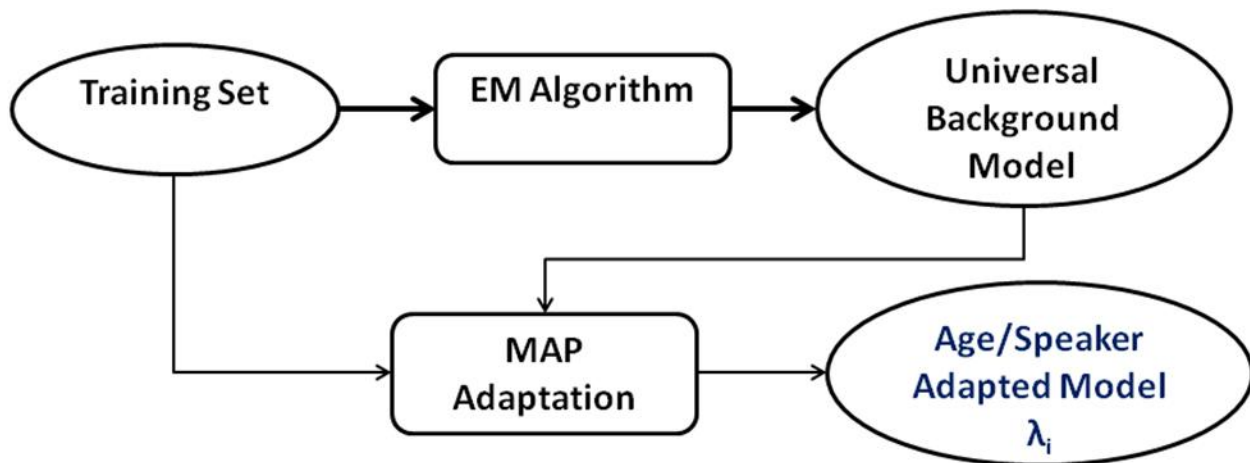 Training Set
EM Algorithm
Universal
Background
Model
MAP
Adaptation
Age/Speaker
Adapted Model
λi